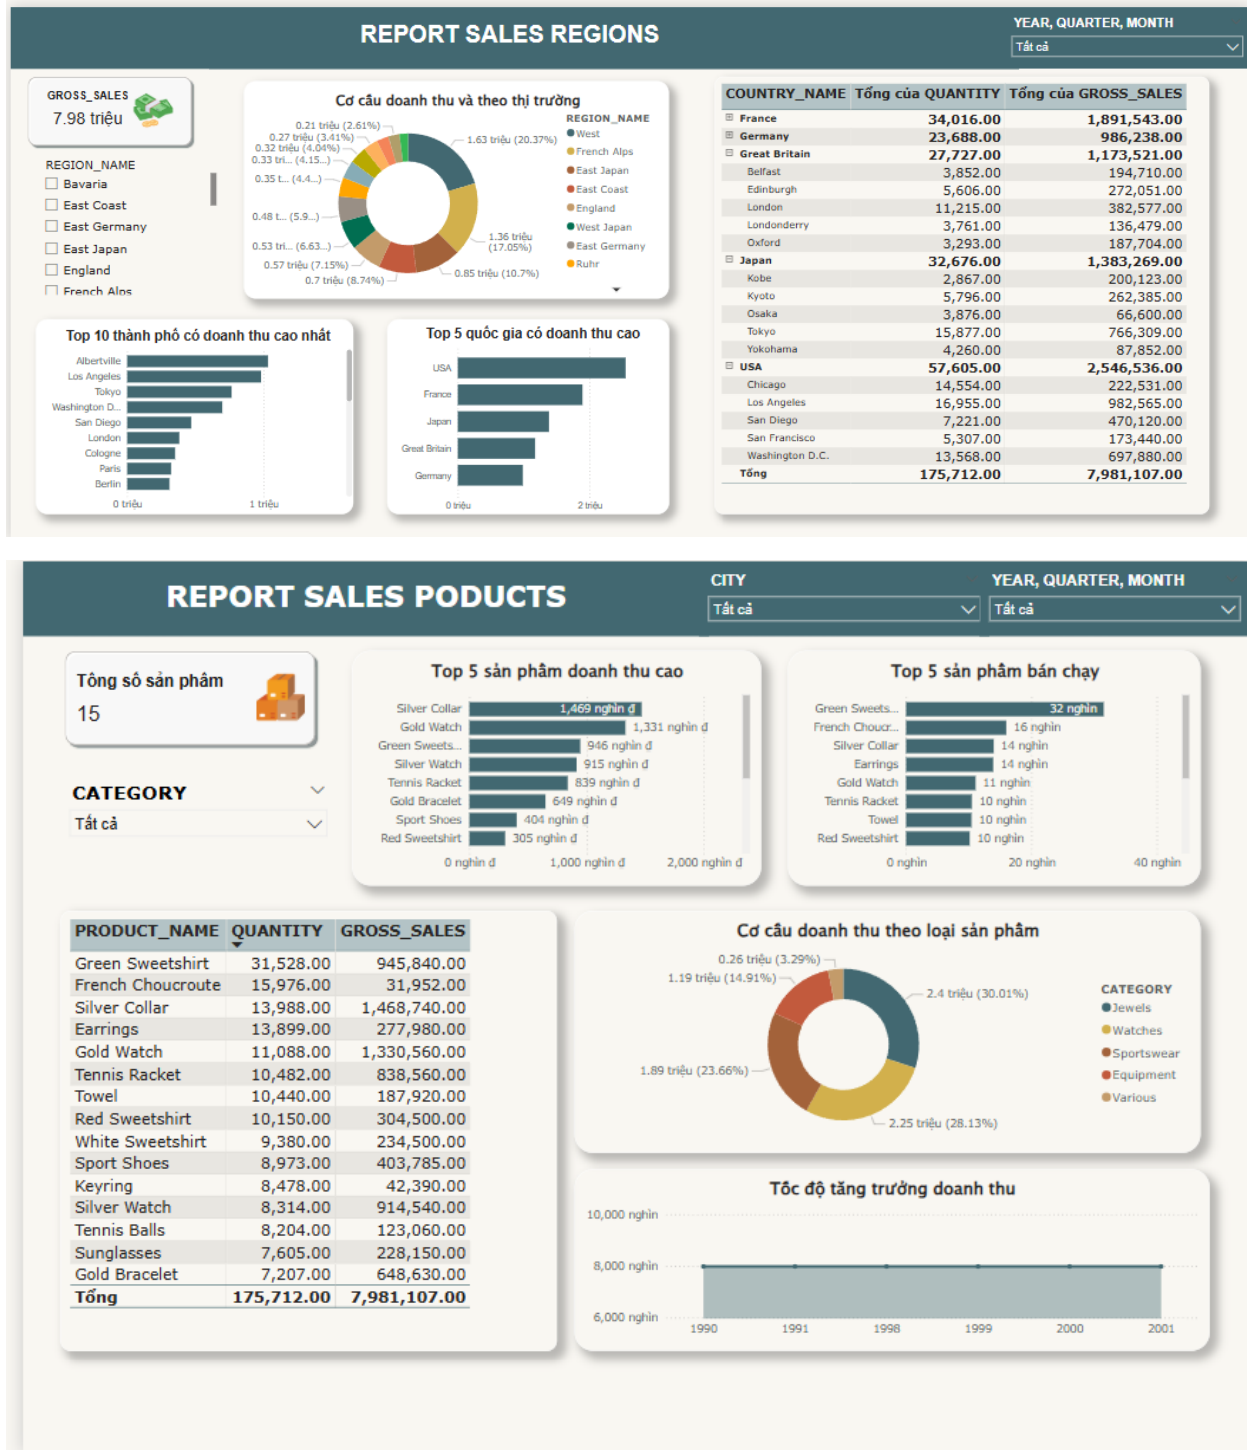 REPORT SALES REGIONS
YEAR, QUARTER, MONTH
Tất cả
GROSS_SALES
7.98 triệu
REGION_NAME
Bavaria
East Coast
East Germany
East Japan
England
French Alps
Cơ cấu doanh thu và theo thị trường
0.21 triệu (2.61%)
0.27 triệu (3.41%)
0.32 triệu (4.04%)
0.33 tri... (4.15...)
0.35 t... (4.4...)
0.48 t... (5.9...)
0.53 tri... (6.63...)
0.57 triệu (7.15%)
0.7 triệu (8.74%)
0.85 triệu (10.7%)
1.36 triệu
(17.05%)
1.63 triệu (20.37%)
REGION_NAME
West
French Alps
East Japan
East Coast
England
West Japan
East Germany
Ruhr
COUNTRY_NAME Tổng của QUANTITY Tổng của GROSS_SALES
France 34,016.00 1,891,543.00
Germany 23,688.00 986,238.00
Great Britain 27,727.00 1,173,521.00
Belfast 3,852.00 194,710.00
Edinburgh 5,606.00 272,051.00
London 11,215.00 382,577.00
Londonderry 3,761.00 136,479.00
Oxford 3,293.00 187,704.00
Japan 32,676.00 1,383,269.00
Kobe 2,867.00 200,123.00
Kyoto 5,796.00 262,385.00
Osaka 3,876.00 66,600.00
Tokyo 15,877.00 766,309.00
Yokohama 4,260.00 87,852.00
USA 57,605.00 2,546,536.00
Chicago 14,554.00 222,531.00
Los Angeles 16,955.00 982,565.00
San Diego 7,221.00 470,120.00
San Francisco 5,307.00 173,440.00
Washington D.C. 13,568.00 697,880.00
Tổng 175,712.00 7,981,107.00
Top 10 thành phố có doanh thu cao nhất
Albertville
Los Angeles
Tokyo
Washington D...
San Diego
London
Cologne
Paris
Berlin
0 triệu 1 triệu
Top 5 quốc gia có doanh thu cao
USA
France
Japan
Great Britain
Germany
0 triệu 2 triệu
REPORT SALES PODUCTS
CITY
Tất cả
YEAR, QUARTER, MONTH
Tất cả
Tổng số sản phẩm
15
CATEGORY
Tất cả
Top 5 sản phẩm doanh thu cao
Silver Collar 1,469 nghìn đ
Gold Watch 1,331 nghìn đ
Green Sweets... 946 nghìn đ
Silver Watch 915 nghìn đ
Tennis Racket 839 nghìn đ
Gold Bracelet 649 nghìn đ
Sport Shoes 404 nghìn đ
Red Sweetshirt 305 nghìn đ
0 nghìn đ 1,000 nghìn đ 2,000 nghìn đ
Top 5 sản phẩm bán chạy
Green Sweets... 32 nghìn
French Choucr... 16 nghìn
Silver Collar 14 nghìn
Earrings 14 nghìn
Gold Watch 11 nghìn
Tennis Racket 10 nghìn
Towel 10 nghìn
Red Sweetshirt 10 nghìn
0 nghìn 20 nghìn 40 nghìn
PRODUCT_NAME QUANTITY GROSS_SALES
Green Sweetshirt 31,528.00 945,840.00
French Choucroute 15,976.00 31,952.00
Silver Collar 13,988.00 1,468,740.00
Earrings 13,899.00 277,980.00
Gold Watch 11,088.00 1,330,560.00
Tennis Racket 10,482.00 838,560.00
Towel 10,440.00 187,920.00
Red Sweetshirt 10,150.00 304,500.00
White Sweetshirt 9,380.00 234,500.00
Sport Shoes 8,973.00 403,785.00
Keyring 8,478.00 42,390.00
Silver Watch 8,314.00 914,540.00
Tennis Balls 8,204.00 123,060.00
Sunglasses 7,605.00 228,150.00
Gold Bracelet 7,207.00 648,630.00
Tổng 175,712.00 7,981,107.00
Cơ cấu doanh thu theo loại sản phẩm
0.26 triệu (3.29%)
1.19 triệu (14.91%)
2.4 triệu (30.01%)
1.89 triệu (23.66%)
2.25 triệu (28.13%)
CATEGORY
Jewels
Watches
Sportswear
Equipment
Various
Tốc độ tăng trưởng doanh thu
10,000 nghìn
8,000 nghìn
6,000 nghìn
1990 1991 1998 1999 2000 2001